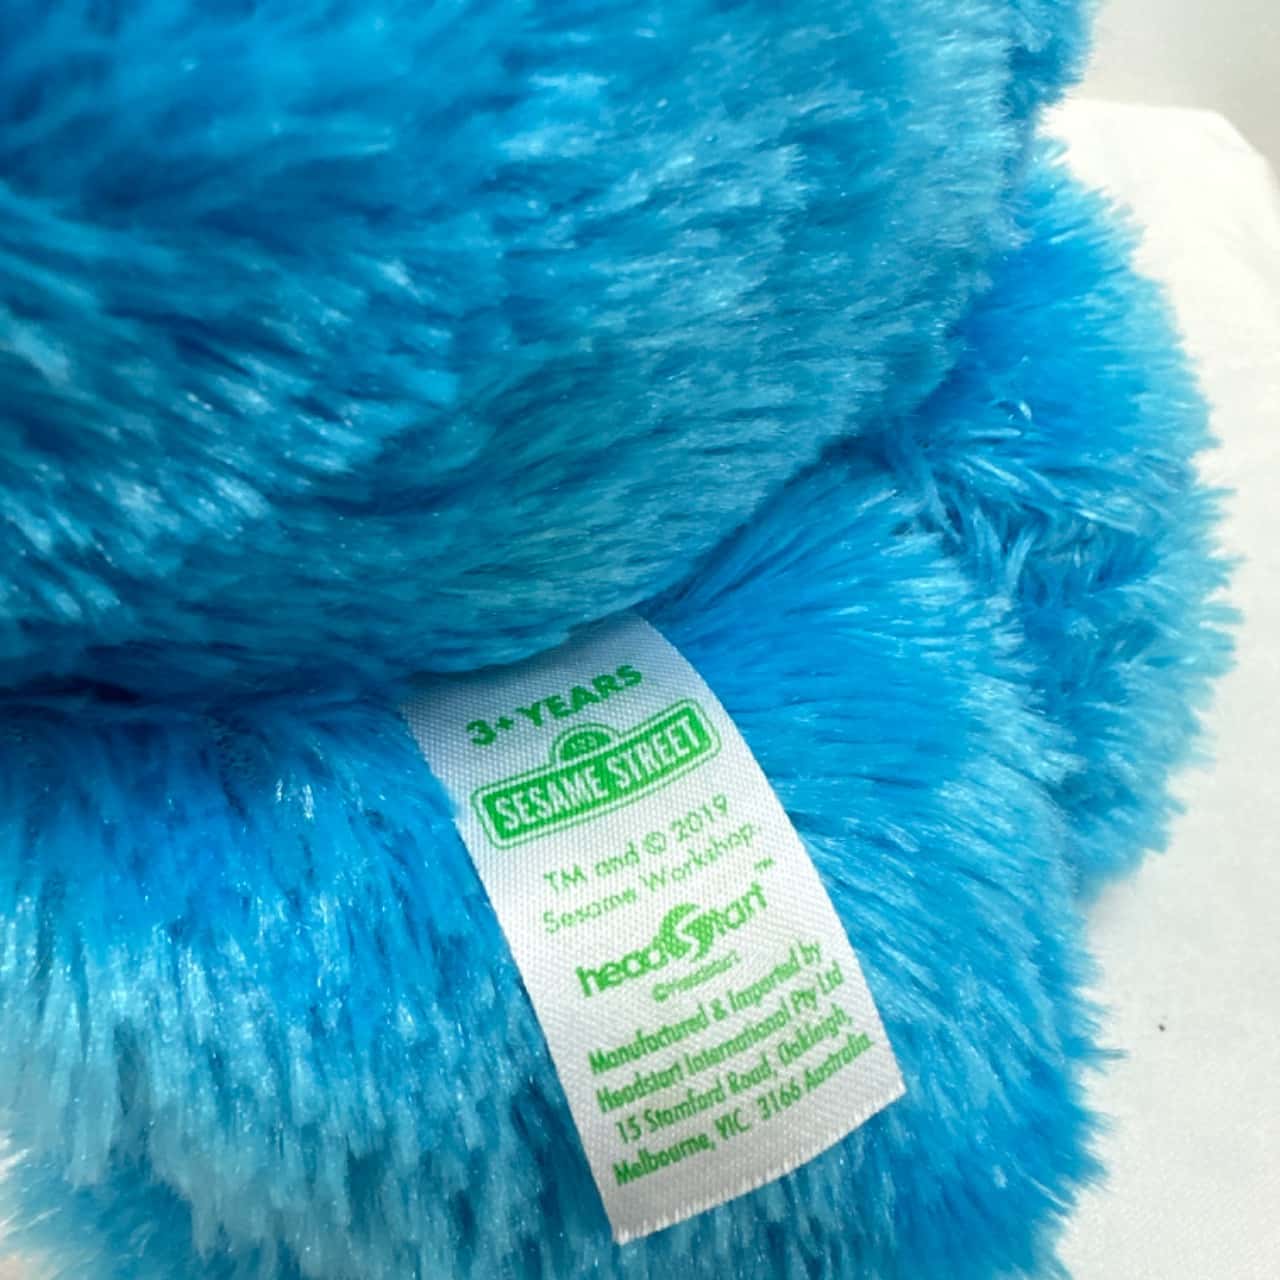 3+ YEARS
SESAME STREET
TM and © 2019
Sesame Workshop.
headstart™
©Headstart
Manufactured & Imported by
Headstart International Pty Ltd
15 Stamford Road, Oakleigh,
Melbourne, VIC 3166 Australia